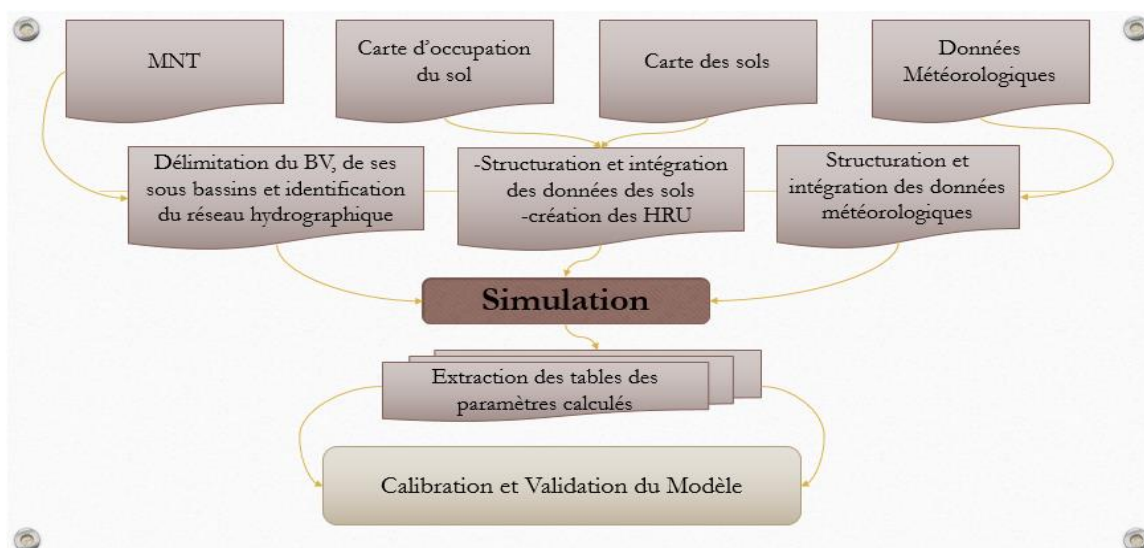 MNT
Carte d’occupation
du sol
Carte des sols
Données
Météorologiques
Délimitation du BV, de ses
sous bassins et identification
du réseau hydrographique
-Structuration et intégration
des données des sols
-création des HRU
Structuration et
intégration des données
météorologiques
Simulation
Extraction des tables des
paramètres calculés
Calibration et Validation du Modèle